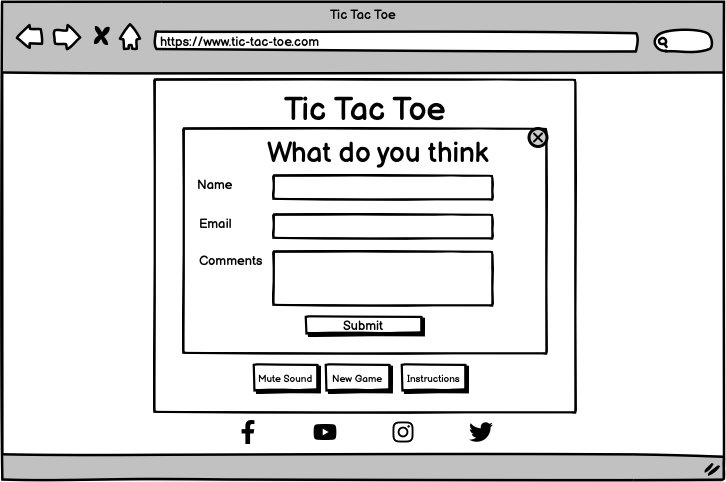 Tic Tac Toe
https://www.tic-tac-toe.com
Tic Tac Toe
What do you think
Name
Email
Comments
Submit
Mute Sound
New Game
Instructions